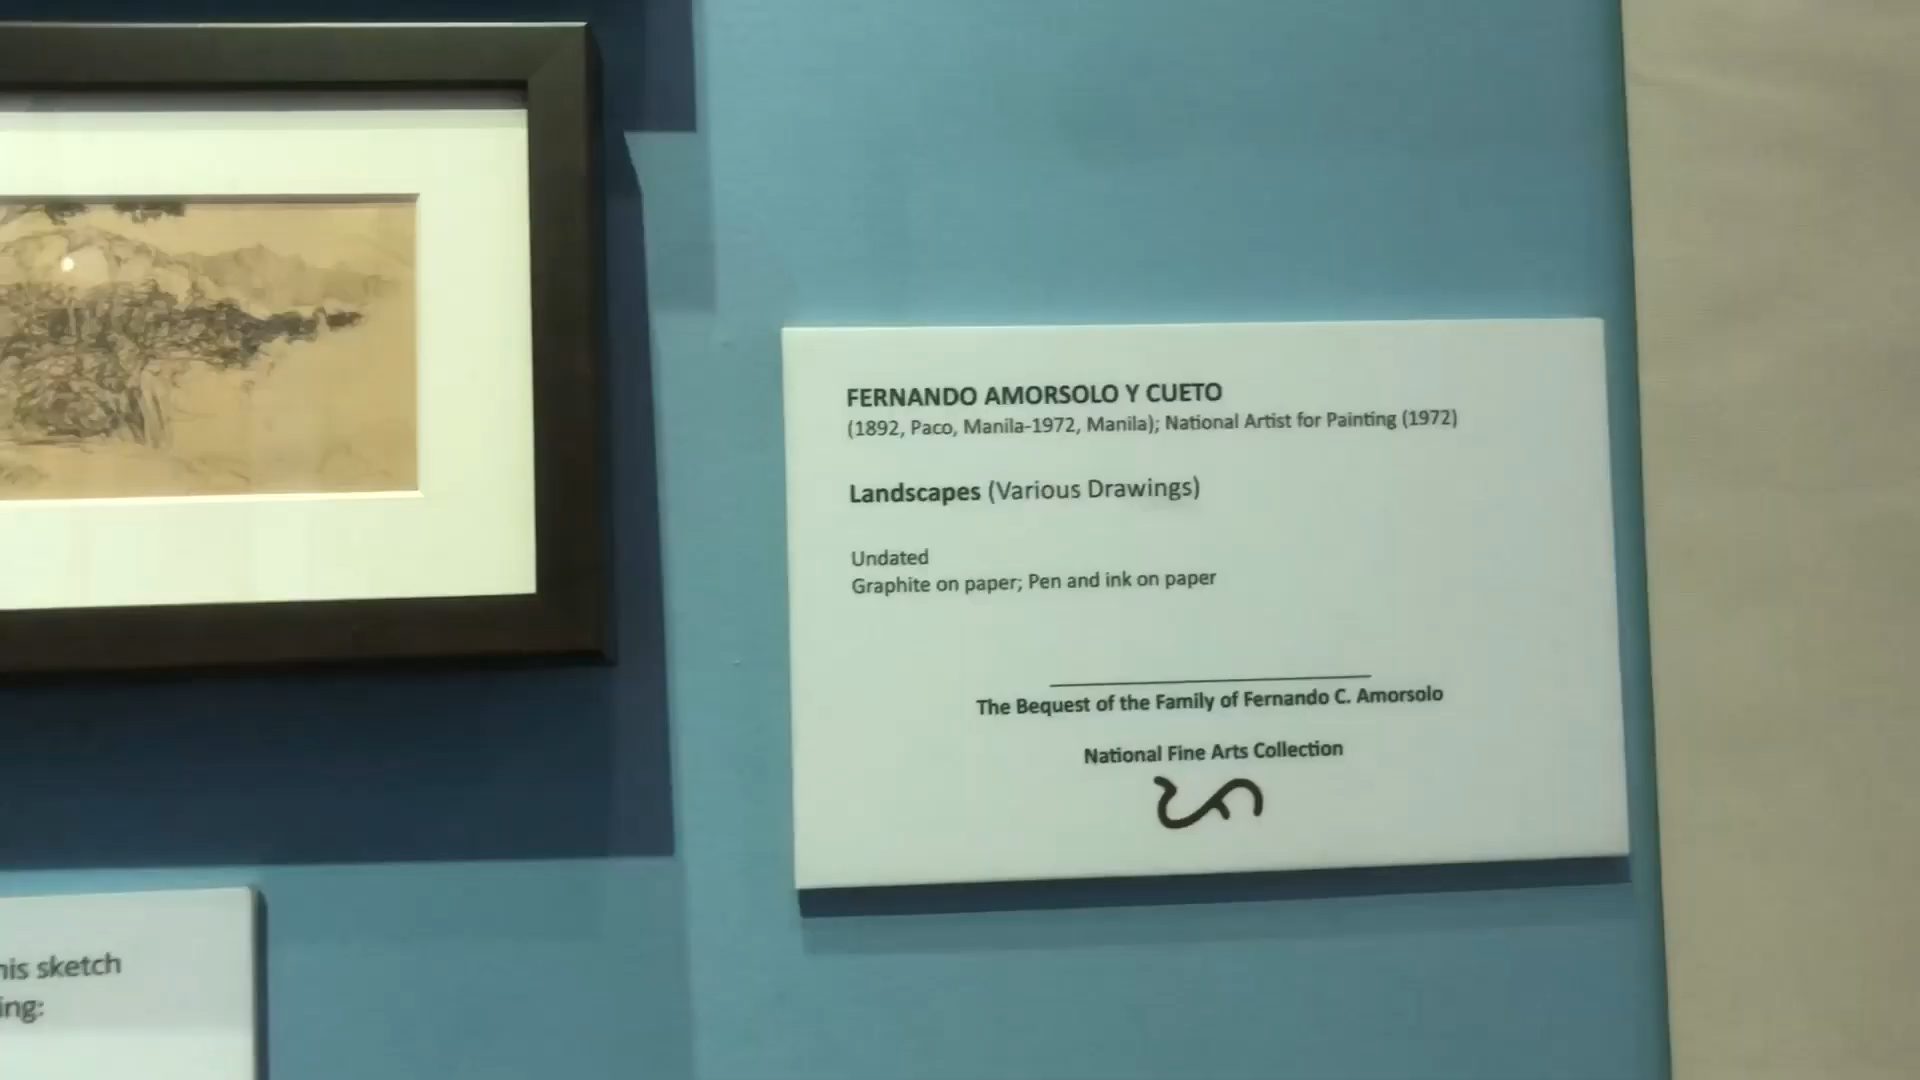 FERNANDO AMORSOLO Y CUETO
(1892, Paco, Manila-1972, Manila); National Artist for Painting (1972)
Landscapes (Various Drawings)
Undated
Graphite on paper; Pen and ink on paper
The Bequest of the Family of Fernando C. Amorsolo
National Fine Arts Collection
sketch